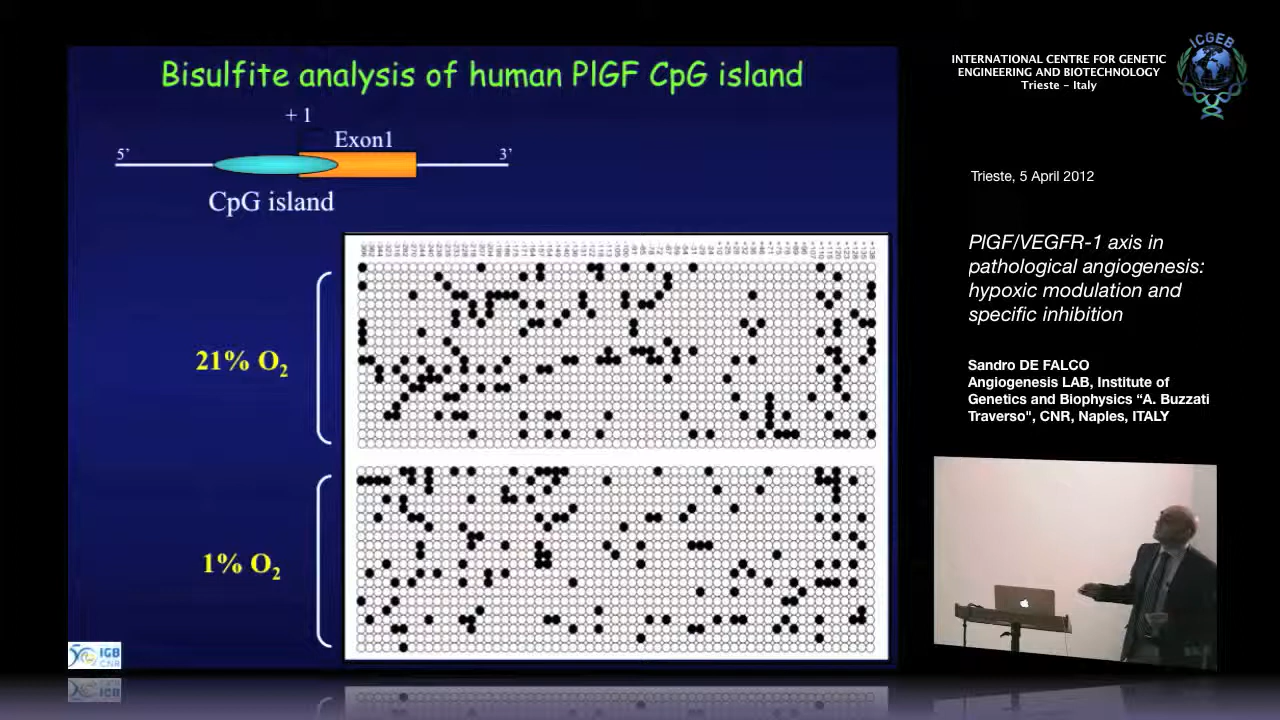 Bisulfite analysis of human PlGF CpG island
+ 1
Exon1
5’
3’
CpG island
21% O2
1% O2
IGB
CNR
ICGEB
INTERNATIONAL CENTRE FOR GENETIC
ENGINEERING AND BIOTECHNOLOGY
Trieste – Italy
Trieste, 5 April 2012
PlGF/VEGFR-1 axis in
pathological angiogenesis:
hypoxic modulation and
specific inhibition
Sandro DE FALCO
Angiogenesis LAB, Institute of
Genetics and Biophysics “A. Buzzati
Traverso", CNR, Naples, ITALY